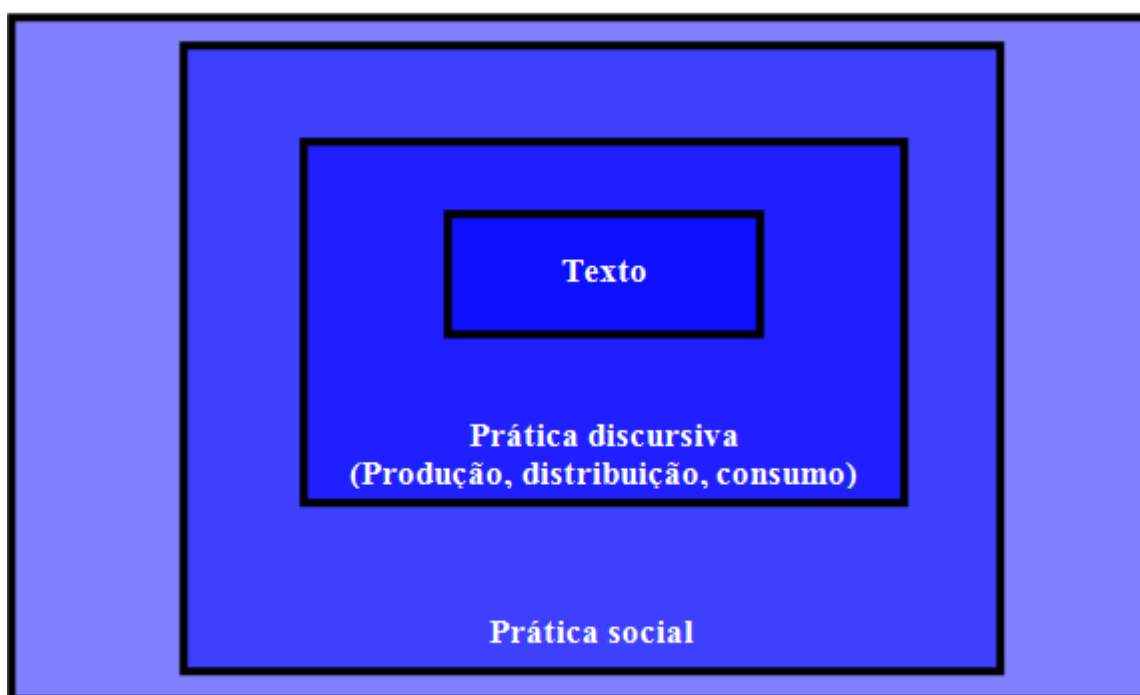 Texto
Prática discursiva
(Produção, distribuição, consumo)
Prática social